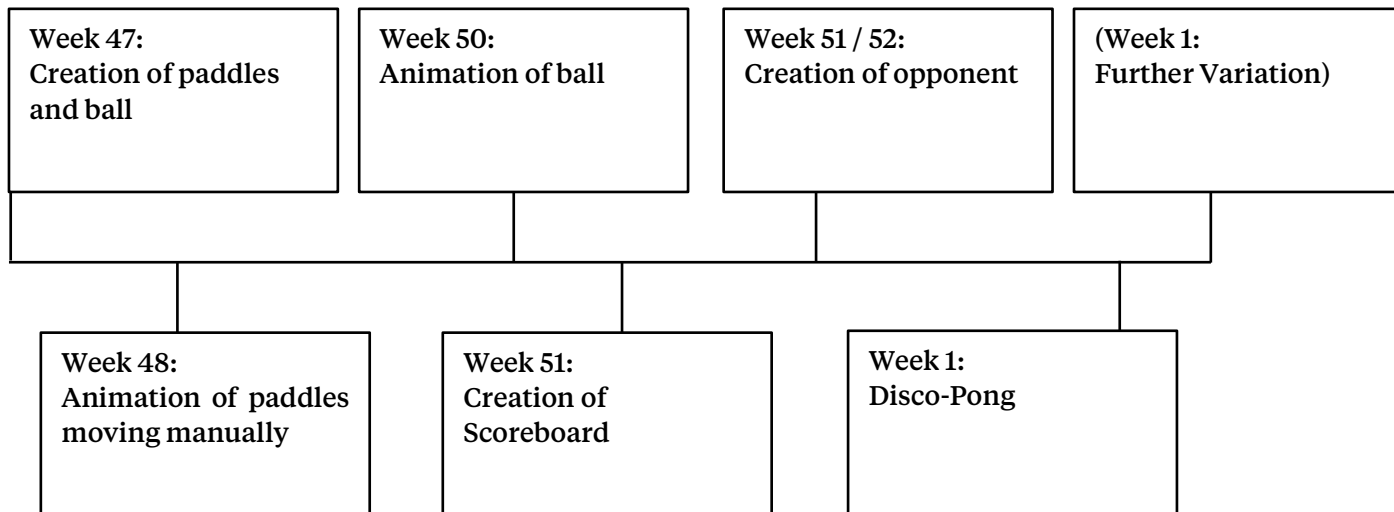 Week 47:
Creation of paddles
and ball
Week 50:
Animation of ball
Week 51 / 52:
Creation of opponent
(Week 1:
Further Variation)
Week 48:
Animation of paddles
moving manually
Week 51:
Creation of
Scoreboard
Week 1:
Disco-Pong